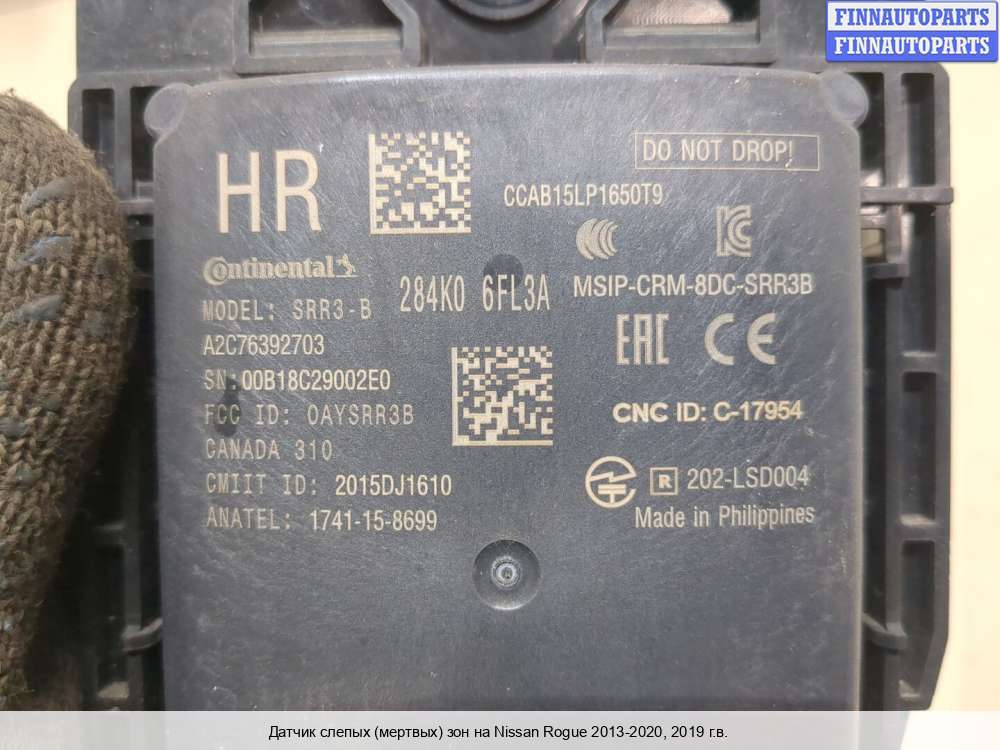 FINNAUTOPARTS
FINNAUTOPARTS
HR
DO NOT DROP!
CCAB15LP1650T9
Continental
284K0 6FL3A
MSIP-CRM-8DC-SRR3B
MODEL: SRR3-B
A2C76392703
SN:00B18C29002E0
FCC ID: OAYSRR3B
CANADA 310
CMIIT ID: 2015DJ1610
ANATEL: 1741-15-8699
EAC CE
CNC ID: C-17954
R 202-LSD004
Made in Philippines
Датчик слепых (мертвых) зон на Nissan Rogue 2013-2020, 2019 г.в.